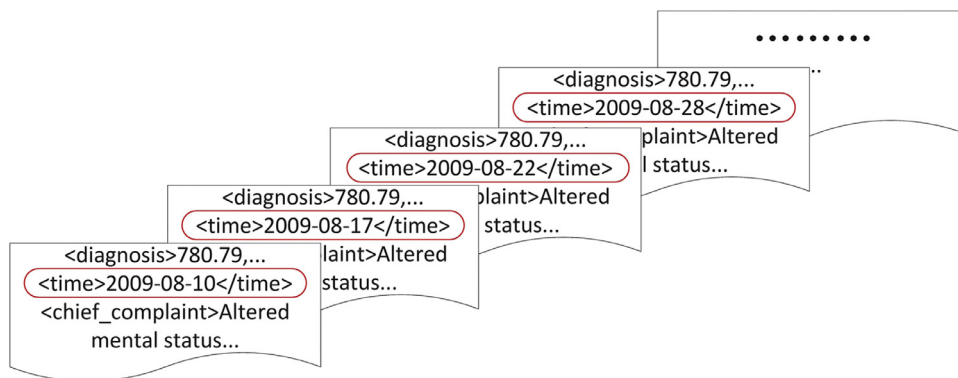 .........
..
<diagnosis>780.79,...
<time>2009-08-28</time>
plaint>Altered
l status...
<diagnosis>780.79,...
<time>2009-08-22</time>
plaint>Altered
status...
<diagnosis>780.79,...
<time>2009-08-17</time>
plaint>Altered
status...
<diagnosis>780.79,...
<time>2009-08-10</time>
<chief_complaint>Altered
mental status...